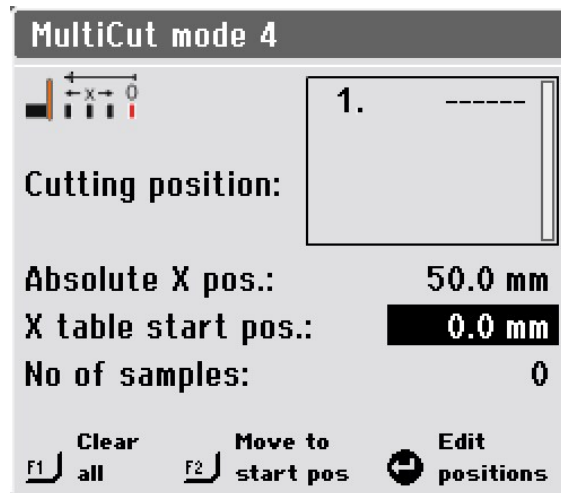 MultiCut mode 4
x 0
1. ------
Cutting position:
Absolute X pos.: 50.0 mm
X table start pos.: 0.0 mm
No of samples: 0
F1 Clear all
F2 Move to start pos
Edit positions